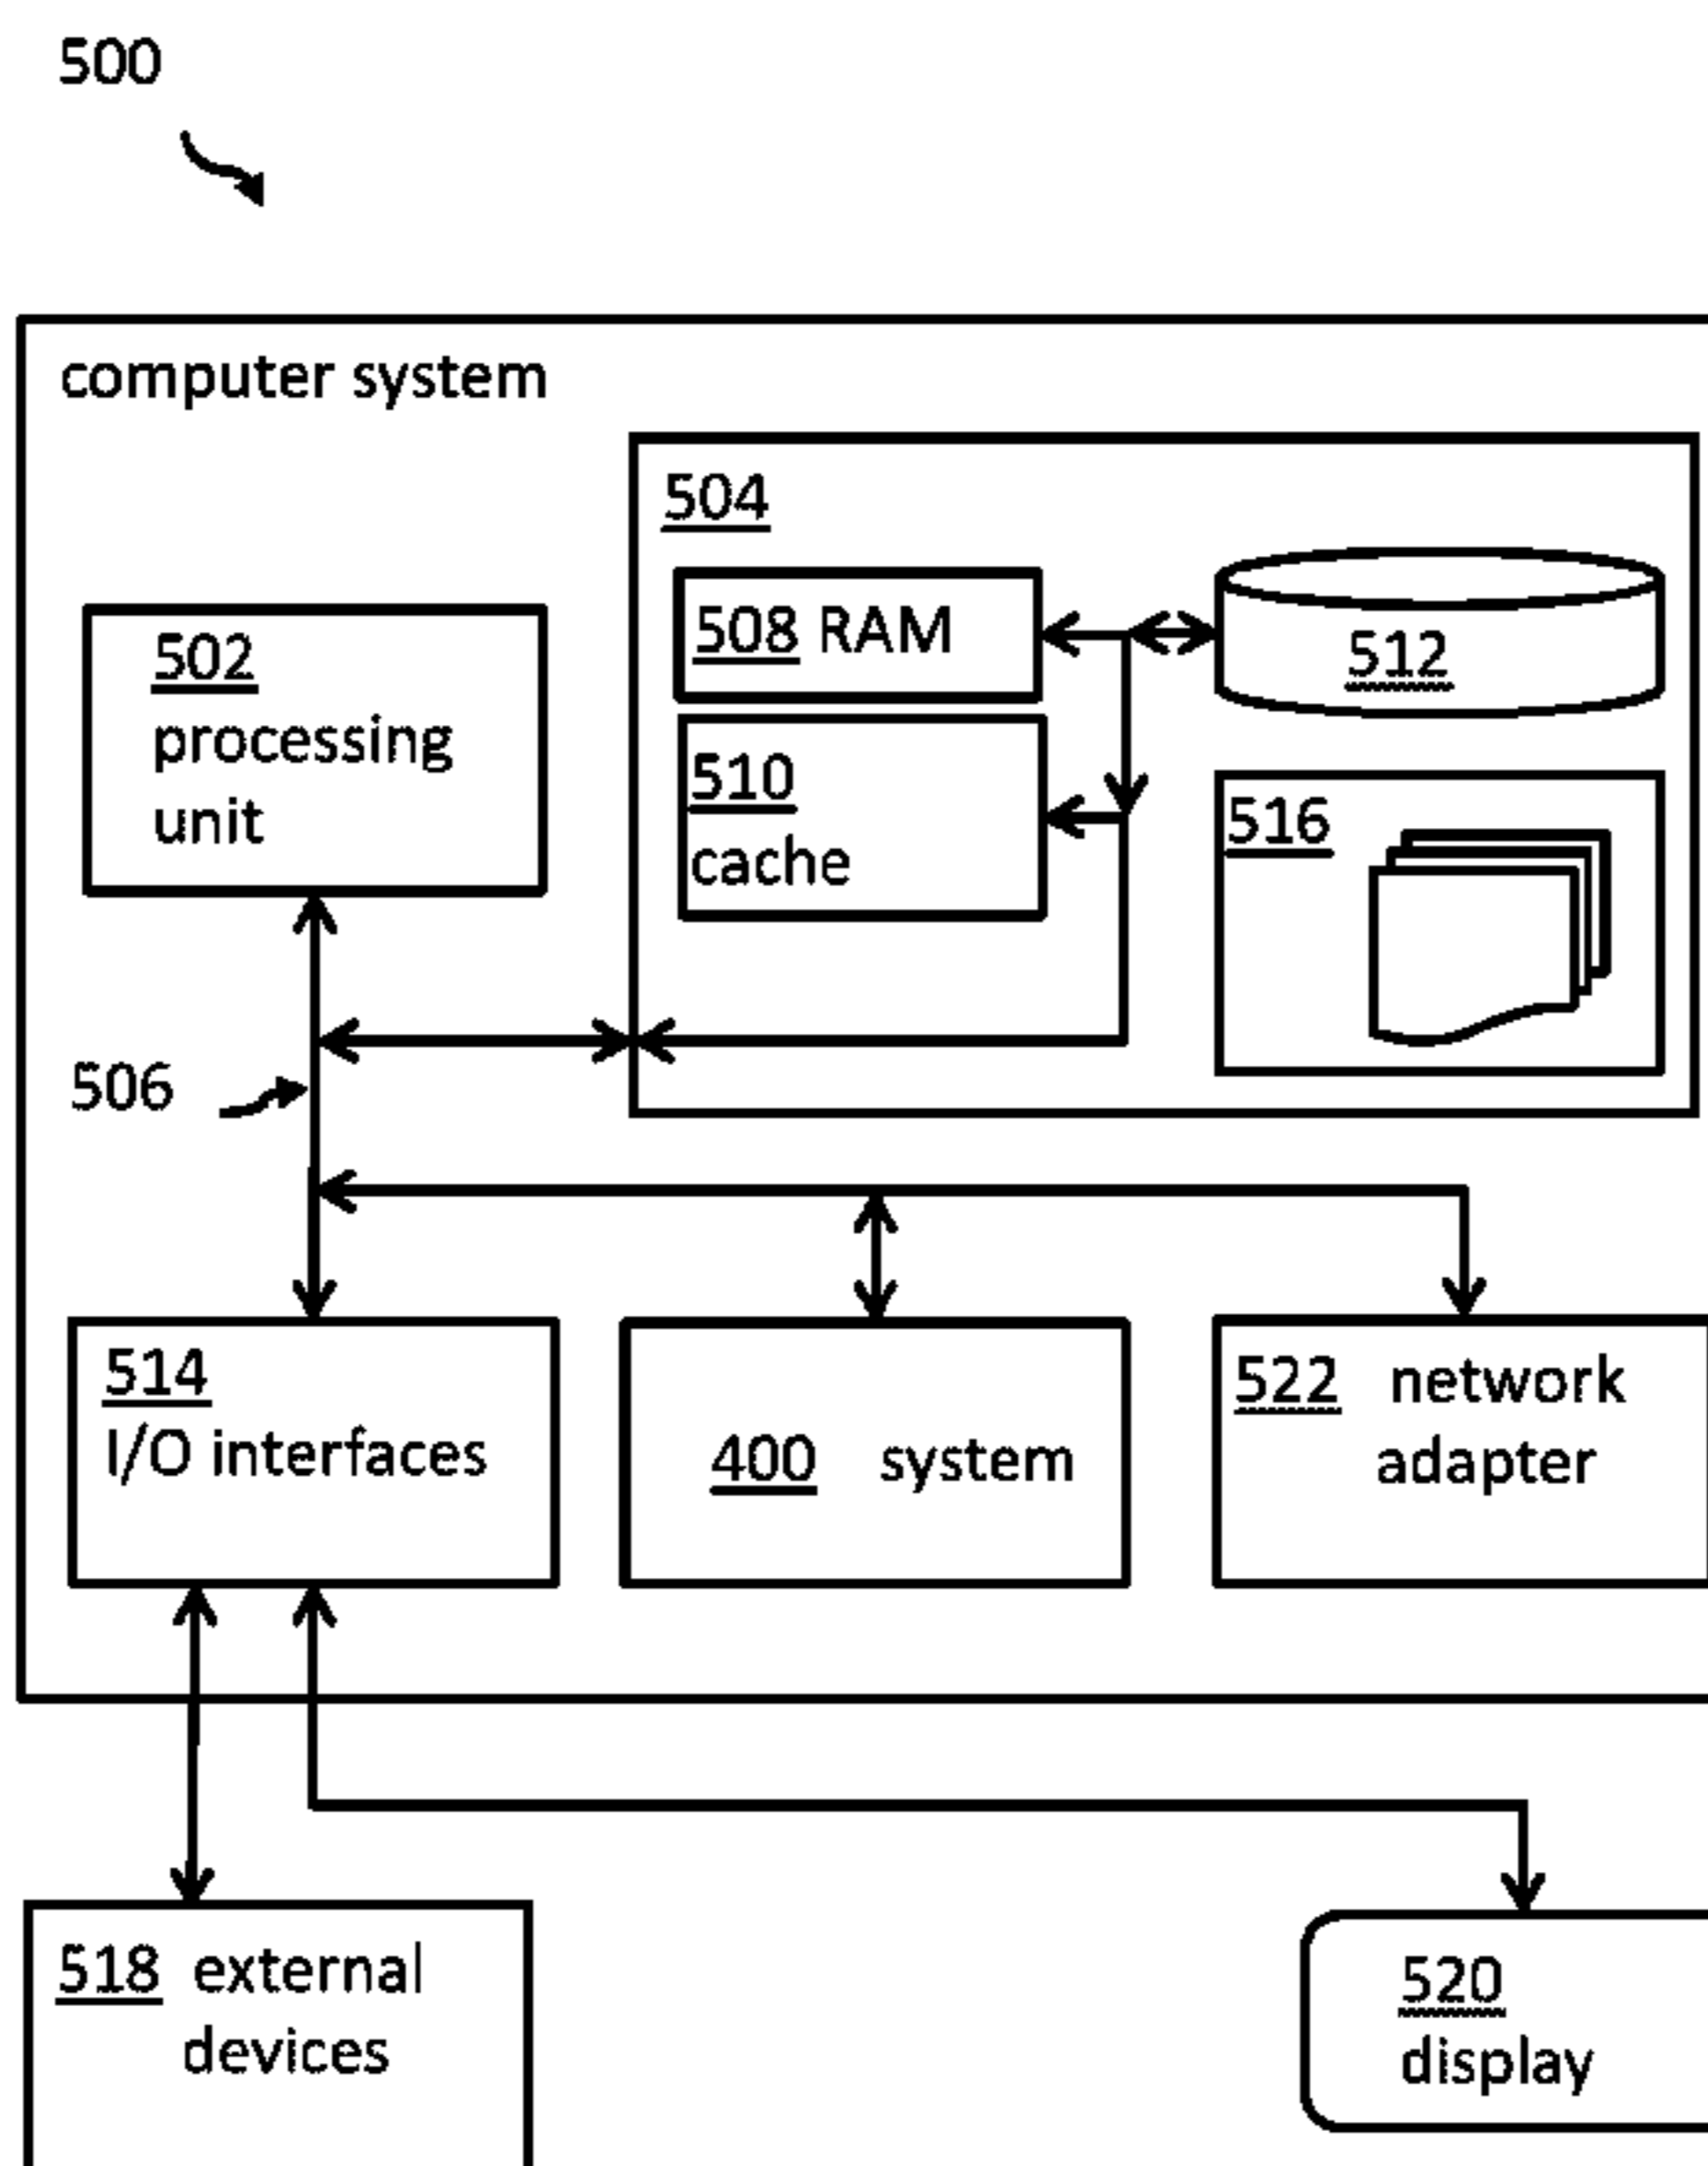 500
computer system
504
508 RAM
512
502
processing
unit
510
cache
516
506
514
I/O interfaces
400 system
522 network
adapter
518 external
devices
520
display